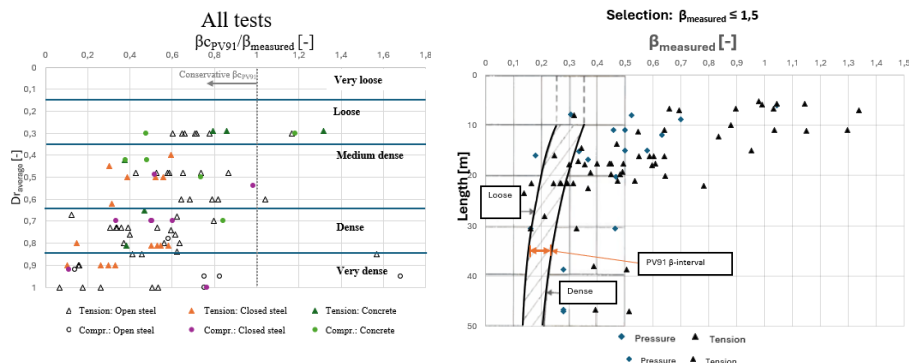 All tests
βcPV91/βmeasured [-]
0 0,2 0,4 0,6 0,8 1 1,2 1,4 1,6 1,8
Conservative βcPV91
Very loose
Loose
Medium dense
Dense
Very dense
Draverage [-]
0
0,1
0,2
0,3
0,4
0,5
0,6
0,7
0,8
0,9
1
△ Tension: Open steel ▲ Tension: Closed steel ▲ Tension: Concrete
○ Compr.: Open steel ● Compr.: Closed steel ● Compr.: Concrete
Selection: βmeasured ≤ 1,5
βmeasured [-]
0 0,1 0,2 0,3 0,4 0,5 0,6 0,7 0,8 0,9 1 1,1 1,2 1,3 1,4 1,5
Length [m]
0
10
20
30
40
50
Loose
PV91 β-interval
Dense
◆ Pressure ▲ Tension
◆ Pressure ▲ Tension